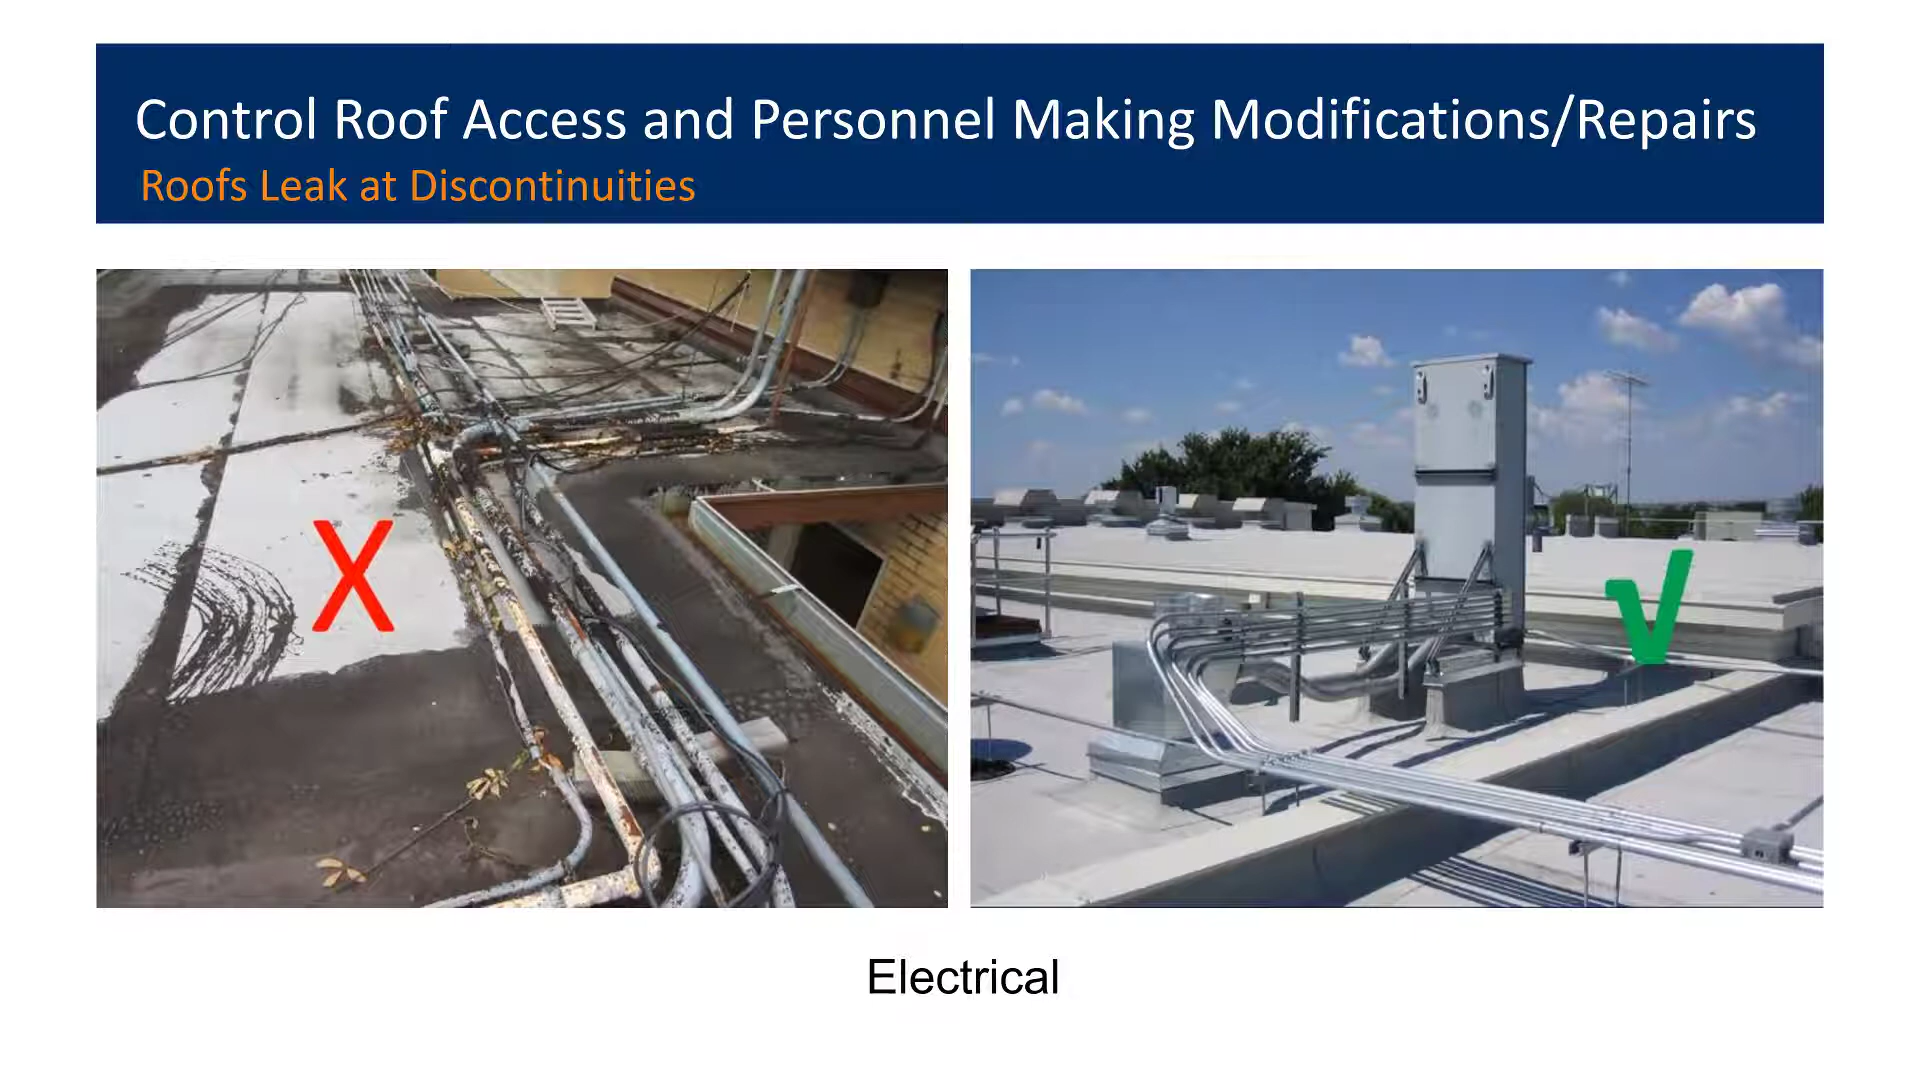 Control Roof Access and Personnel Making Modifications/Repairs
Roofs Leak at Discontinuities
X
√
Electrical